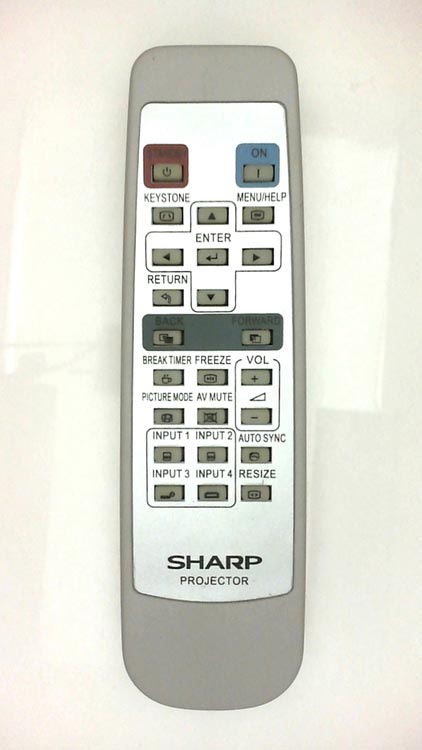 STANDBY ON
KEYSTONE MENU/HELP
ENTER
RETURN
BACK FORWARD
BREAK TIMER FREEZE VOL
+
PICTURE MODE AV MUTE
−
INPUT 1 INPUT 2 AUTO SYNC
INPUT 3 INPUT 4 RESIZE
SHARP
PROJECTOR